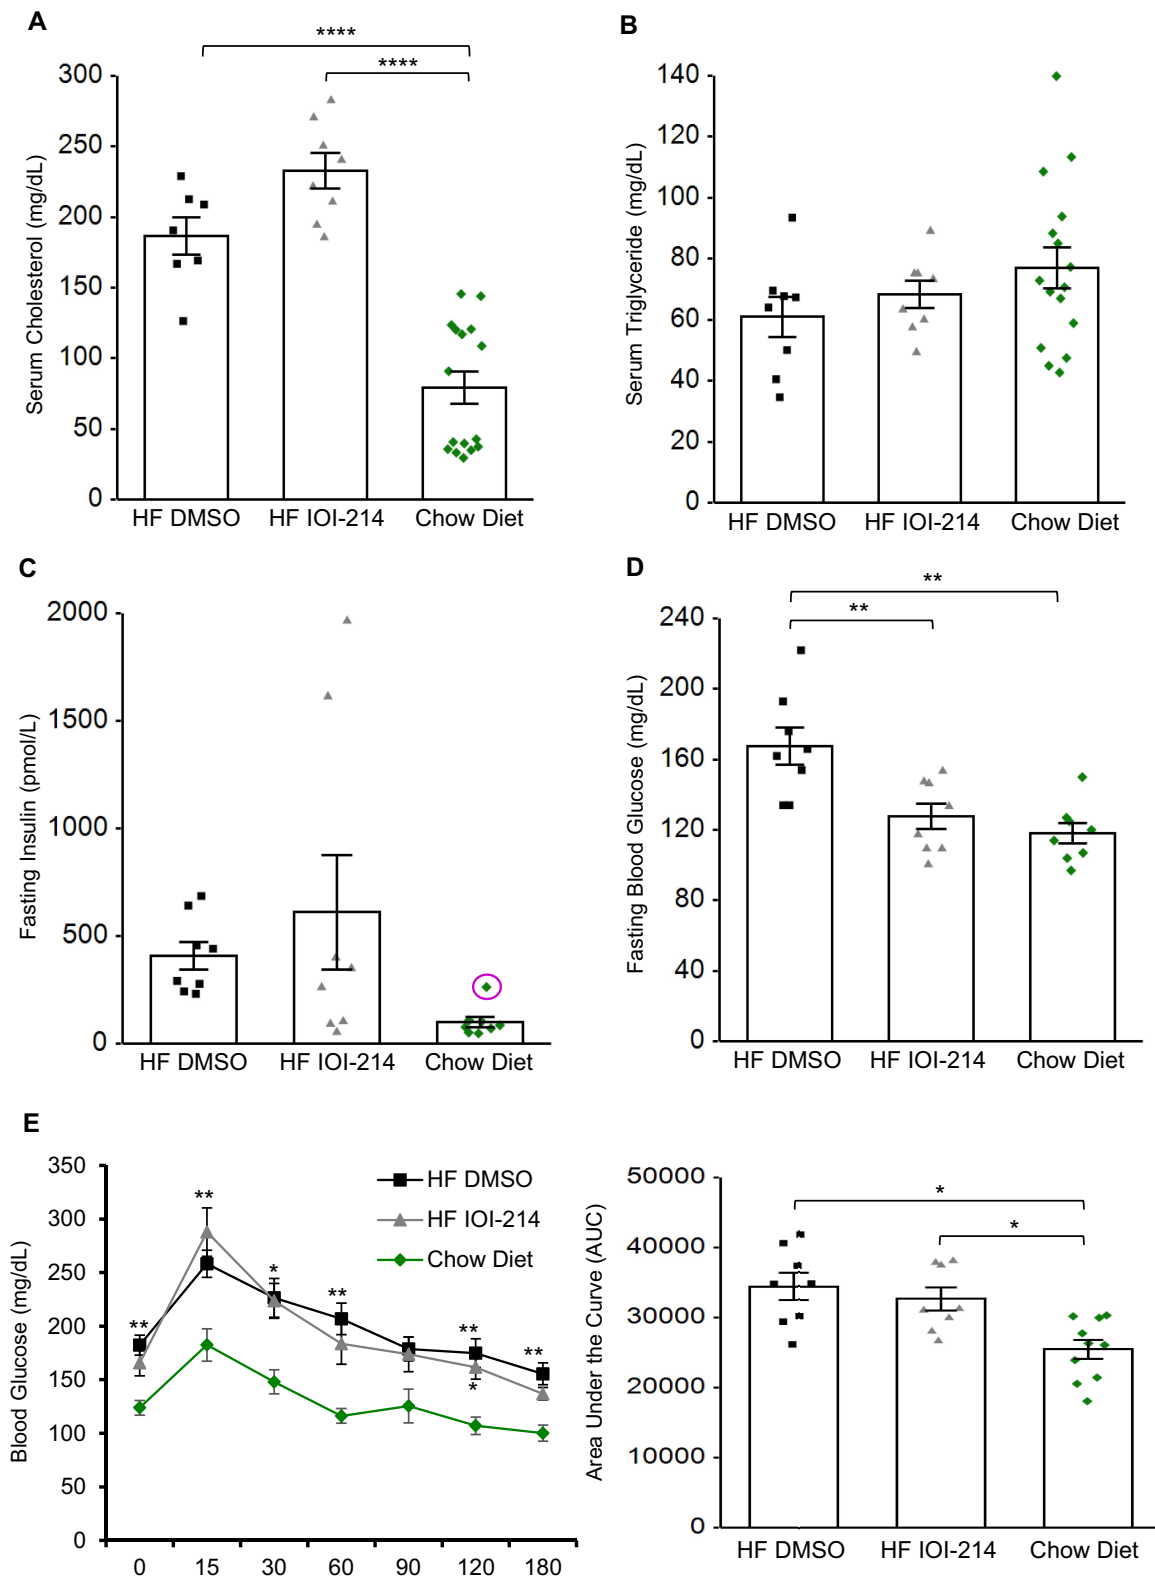 A
****
****
Serum Cholesterol (mg/dL)
300
250
200
150
100
50
0
HF DMSO
HF IOI-214
Chow Diet
B
Serum Triglyceride (mg/dL)
140
120
100
80
60
40
20
0
HF DMSO
HF IOI-214
Chow Diet
C
Fasting Insulin (pmol/L)
2000
1500
1000
500
0
HF DMSO
HF IOI-214
Chow Diet
D
**
**
Fasting Blood Glucose (mg/dL)
240
200
160
120
80
40
0
HF DMSO
HF IOI-214
Chow Diet
E
Blood Glucose (mg/dL)
350
300
250
200
150
100
50
0
**
**
*
**
**
*
**
HF DMSO
HF IOI-214
Chow Diet
0 15 30 60 90 120 180
Area Under the Curve (AUC)
50000
40000
30000
20000
10000
0
*
*
HF DMSO
HF IOI-214
Chow Diet